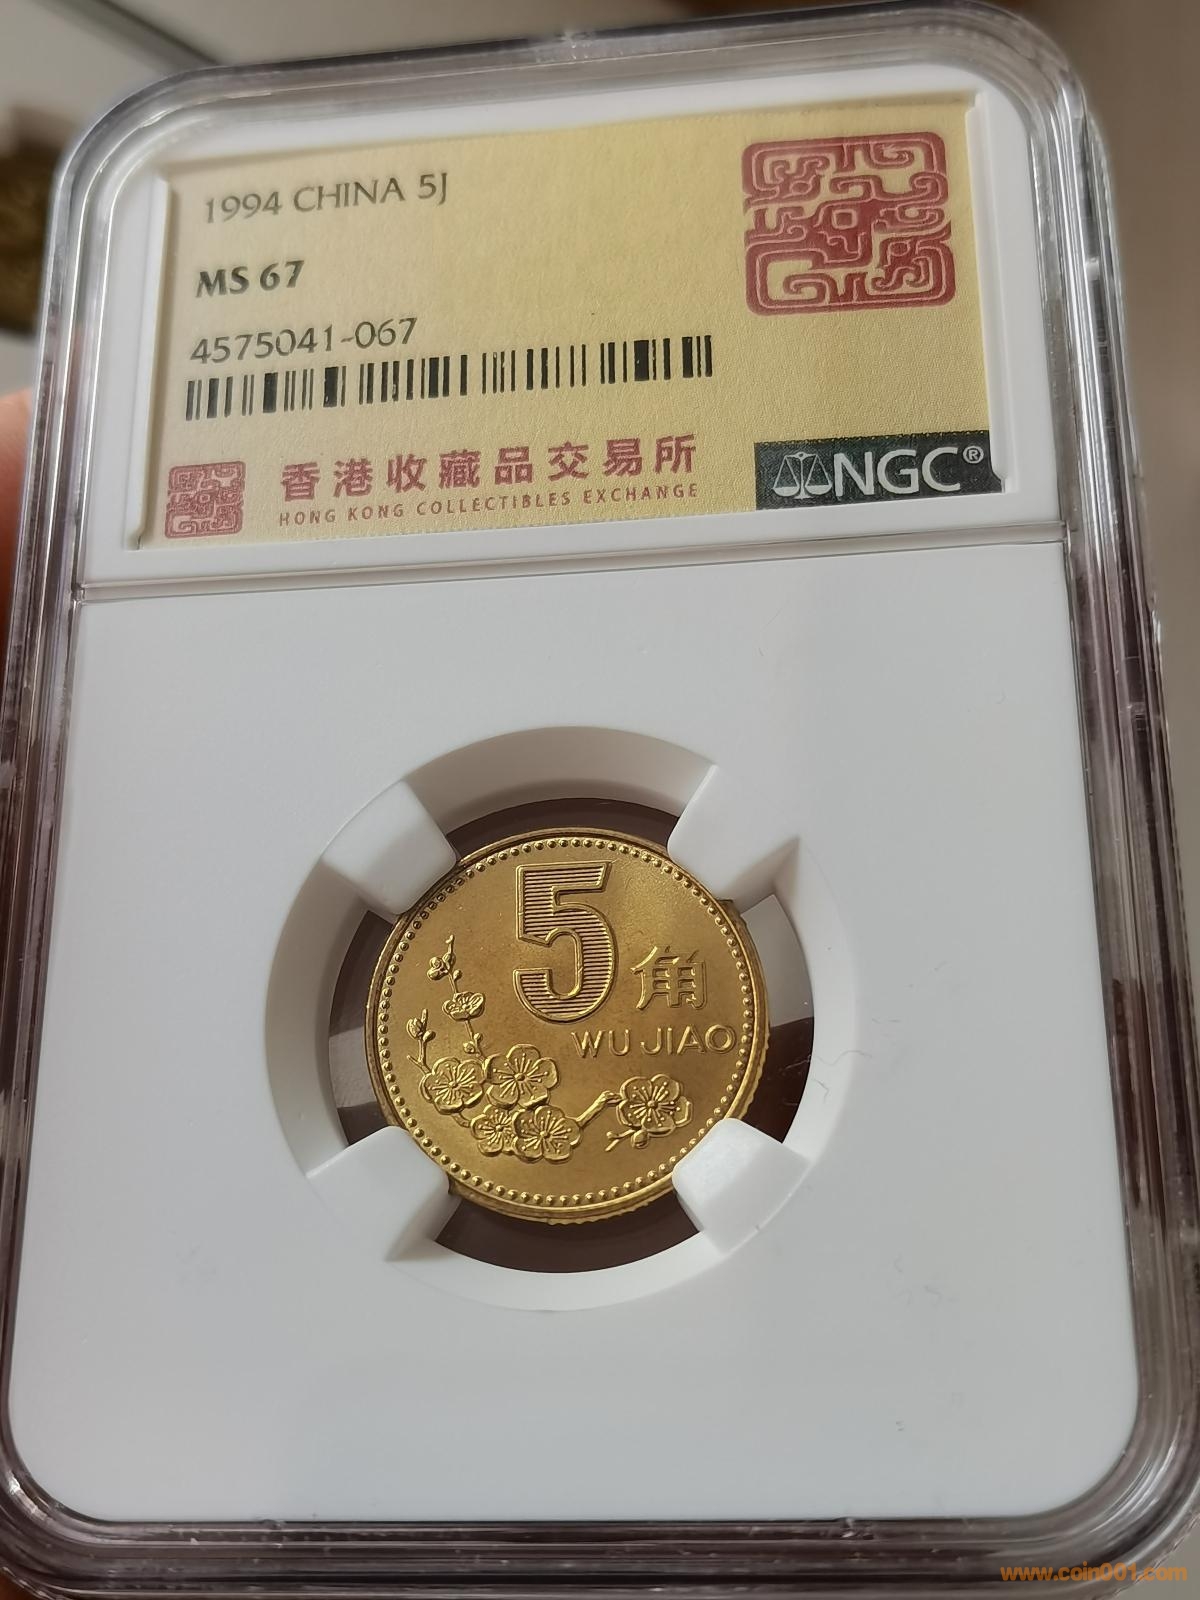 1994 CHINA 5J
MS 67
4575041-067
香港收藏品交易所
HONG KONG COLLECTIBLES EXCHANGE
NGC®
5角
WU JIAO
www.coin001.com